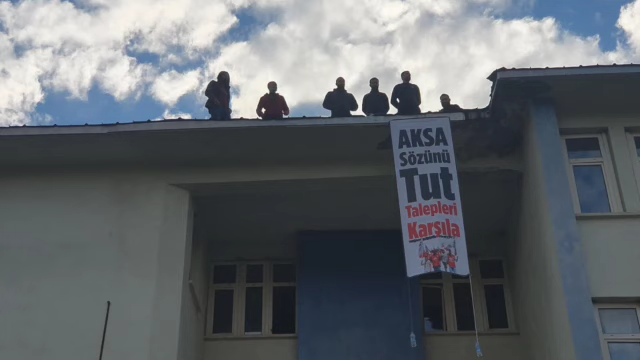 AKSA
Sözünü
Tut
Talepleri
Karşıla